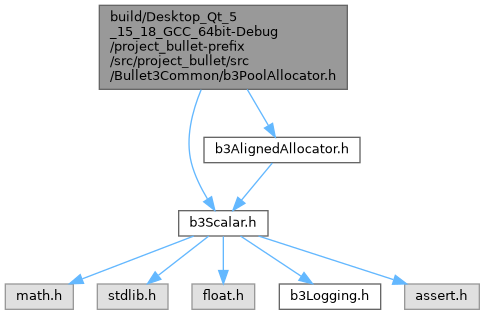 build/Desktop_Qt_5
_15_18_GCC_64bit-Debug
/project_bullet-prefix
/src/project_bullet/src
/Bullet3Common/b3PoolAllocator.h
b3AlignedAllocator.h
b3Scalar.h
math.h
stdlib.h
float.h
b3Logging.h
assert.h